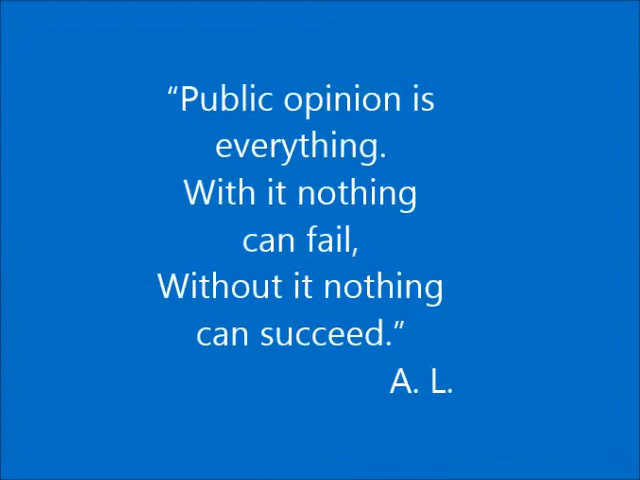 “Public opinion is
everything.
With it nothing
can fail,
Without it nothing
can succeed.”
A. L.